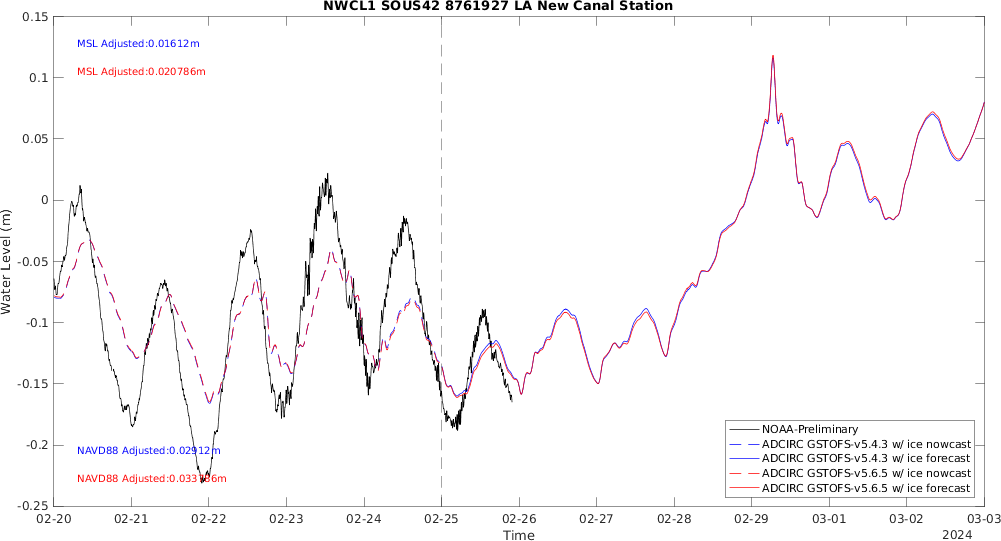 NWCL1 SOUS42 8761927 LA New Canal Station
0.15
0.1
0.05
0
-0.05
-0.1
-0.15
-0.2
-0.25
Water Level (m)
MSL Adjusted:0.01612m
MSL Adjusted:0.020786m
NAVD88 Adjusted:0.02912m
NAVD88
NOAA-Preliminary
ADCIRC GSTOFS-v5.4.3 w/ ice nowcast
ADCIRC GSTOFS-v5.4.3 w/ ice forecast
ADCIRC GSTOFS-v5.6.5 w/ ice nowcast
ADCIRC GSTOFS-v5.6.5 w/ ice forecast
02-20 02-21 02-22 02-23 02-24 02-25 02-26 02-27 02-28 02-29 03-01 03-02 03-03
Time
2024